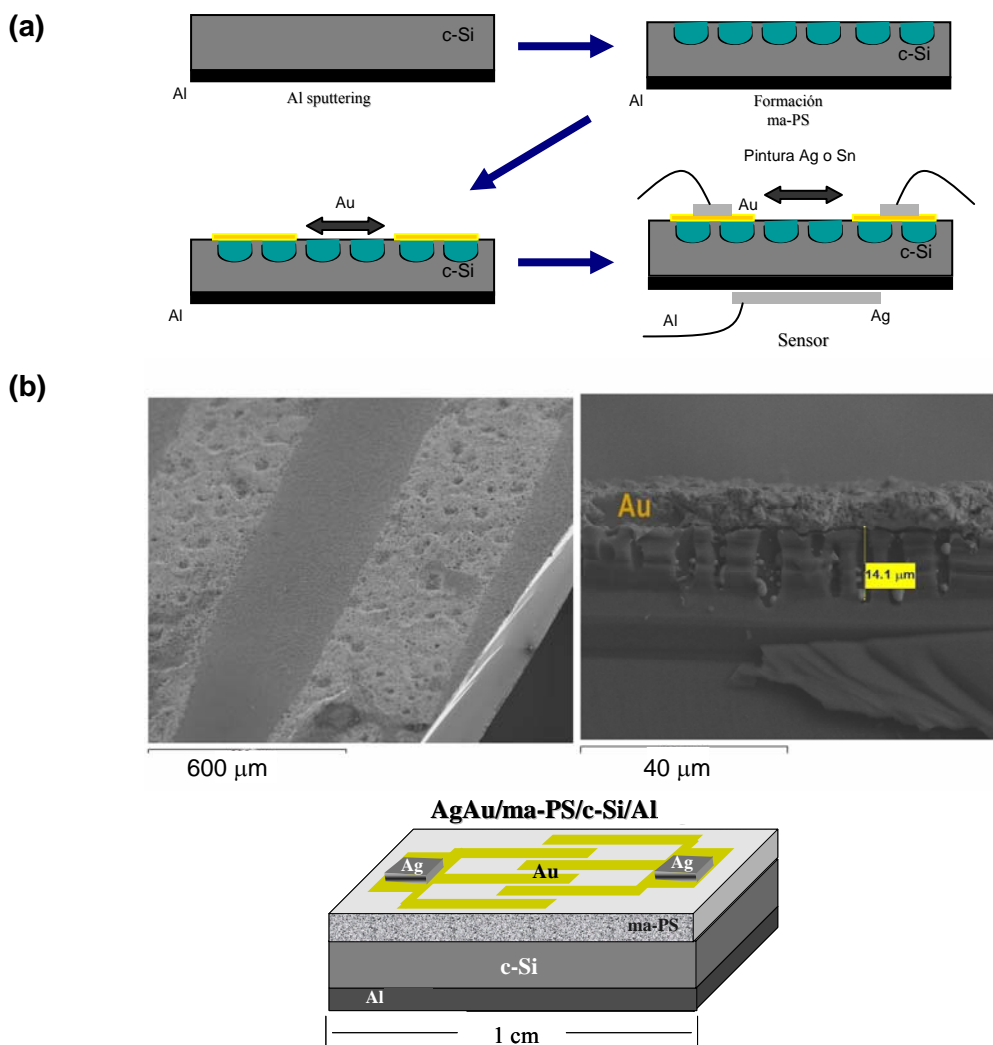 (a)
c-Si
Al
Al sputtering
c-Si
Al
Formación
ma-PS
Au
c-Si
Al
Pintura Ag o Sn
Au
c-Si
Al
Ag
Sensor
(b)
Au
14.1 μm
600 μm
40 μm
AgAu/ma-PS/c-Si/Al
Ag
Au
Ag
ma-PS
c-Si
Al
1 cm